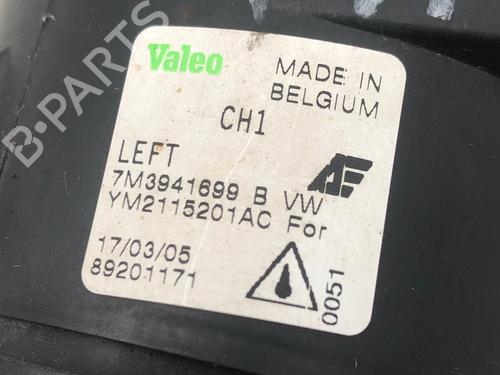 B-PARTS
Valeo
MADE IN
BELGIUM
CH1
LEFT
7M3941699 B VW
YM2115201AC For
17/03/05
89201171
0051